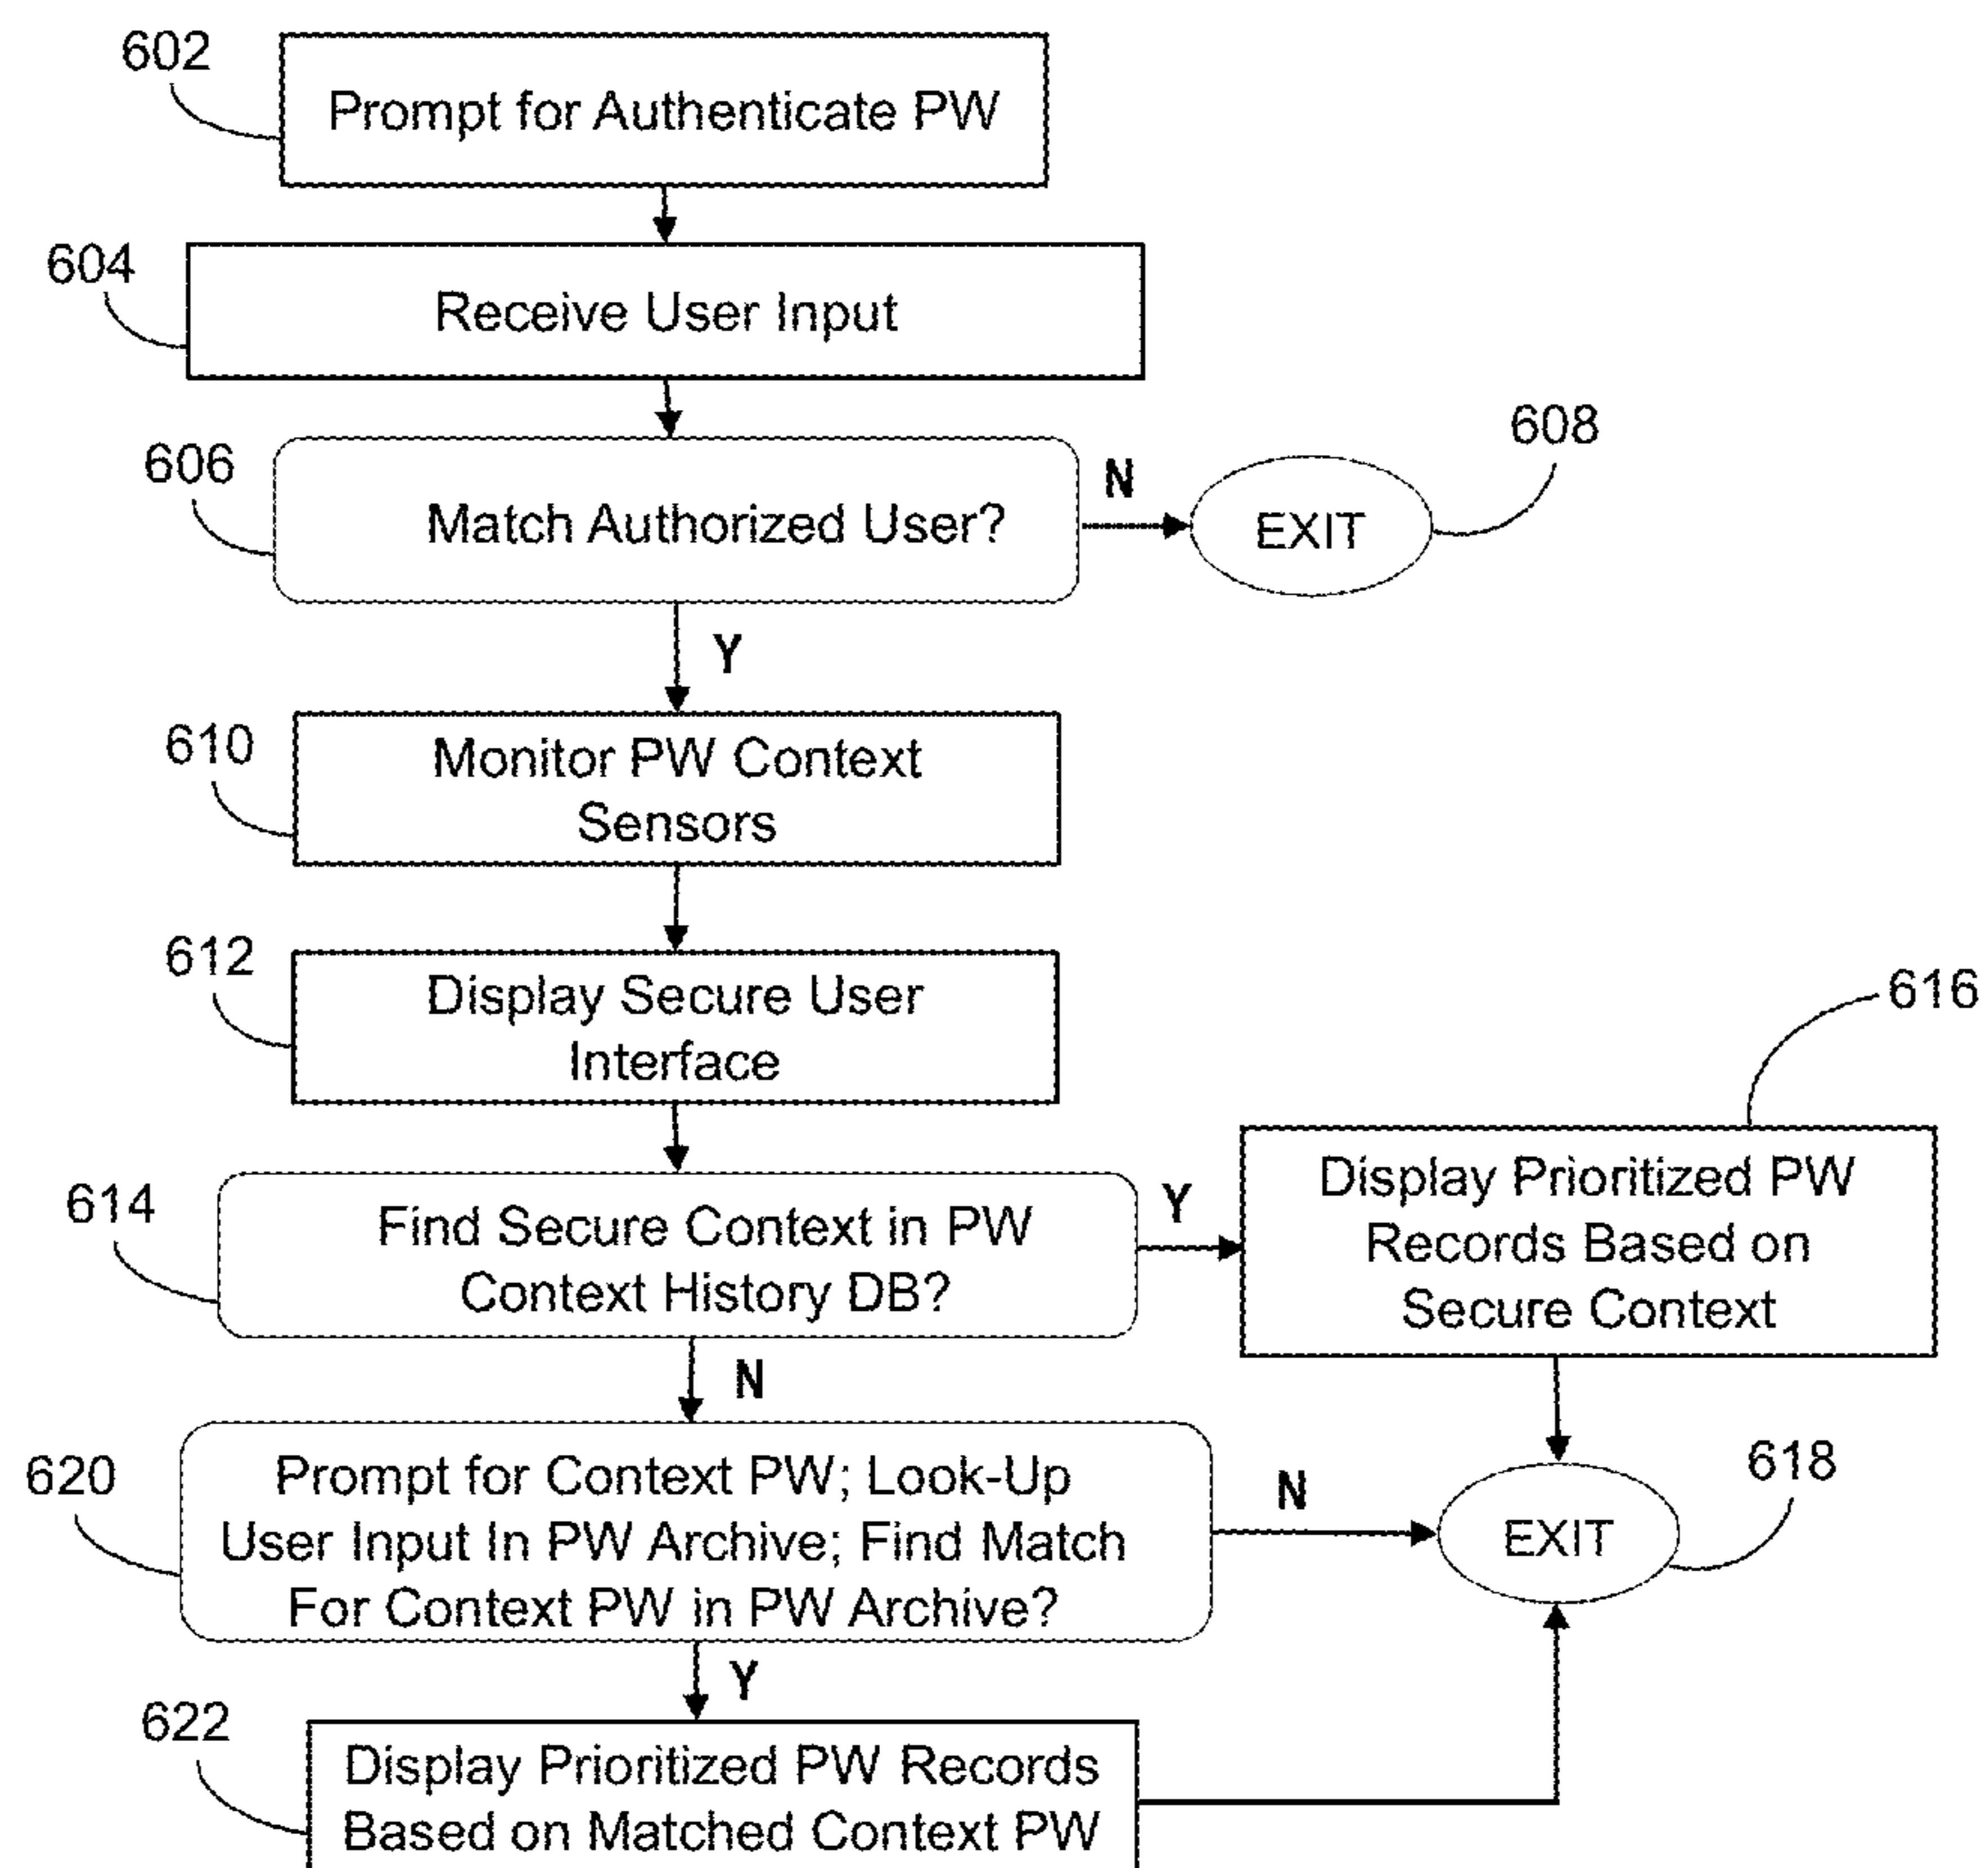 602
Prompt for Authenticate PW
604
Receive User Input
608
606
Match Authorized User?
N
EXIT
Y
610
Monitor PW Context
Sensors
612
Display Secure User
Interface
616
614
Find Secure Context in PW
Context History DB?
Y
Display Prioritized PW
Records Based on
Secure Context
N
620
Prompt for Context PW; Look-Up
User Input In PW Archive; Find Match
For Context PW in PW Archive?
N
618
EXIT
Y
622
Display Prioritized PW Records
Based on Matched Context PW